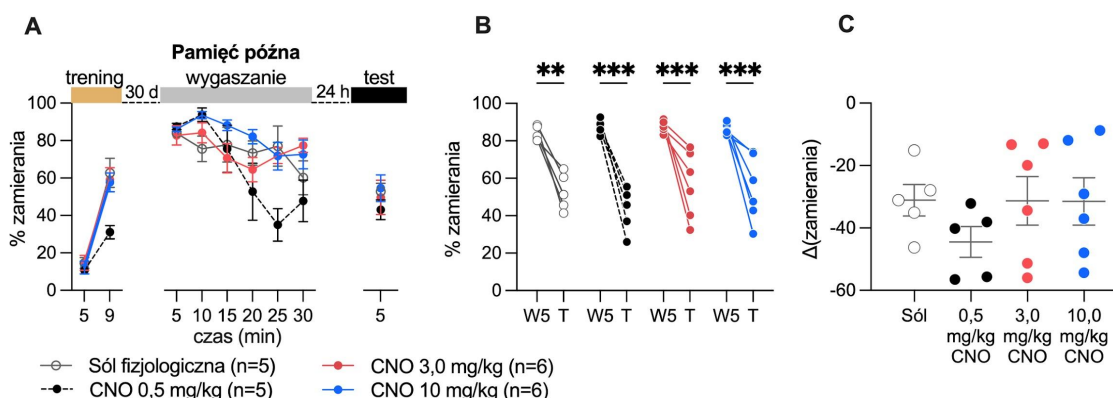 A
Pamięć późna
trening 30 d wygaszanie 24 h test
100
80
60
40
20
0
% zamierania
5 9
5 10 15 20 25 30
5
czas (min)
Sól fizjologiczna (n=5)
CNO 0,5 mg/kg (n=5)
CNO 3,0 mg/kg (n=6)
CNO 10 mg/kg (n=6)
B
** *** *** ***
100
80
60
40
20
0
% zamierania
W5 T W5 T W5 T W5 T
C
0
-20
-40
-60
Δ(zamierania)
Sól 0,5 3,0 10,0
mg/kg mg/kg mg/kg
CNO CNO CNO